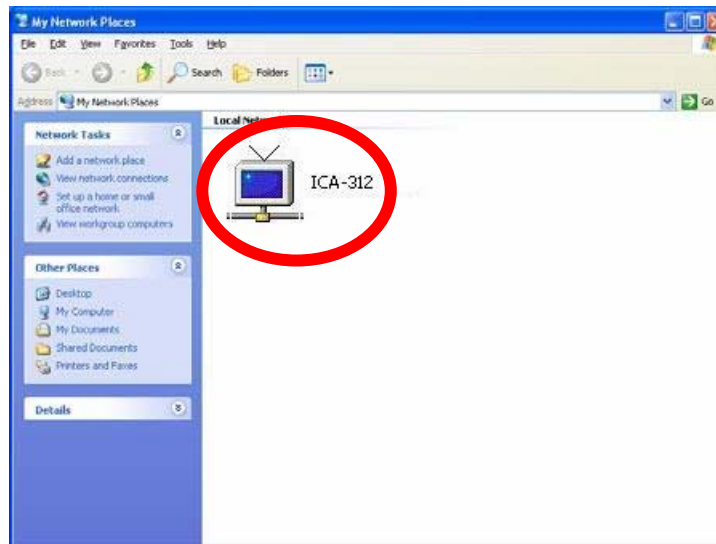 My Network Places
File Edit View Favorites Tools Help
Back Search Folders
Address My Network Places Go
Local
Network Tasks
Add a network place
View network connections
Set up a home or small
office network
View workgroup computers
ICA-312
Other Places
Desktop
My Computer
My Documents
Shared Documents
Printers and Faxes
Details